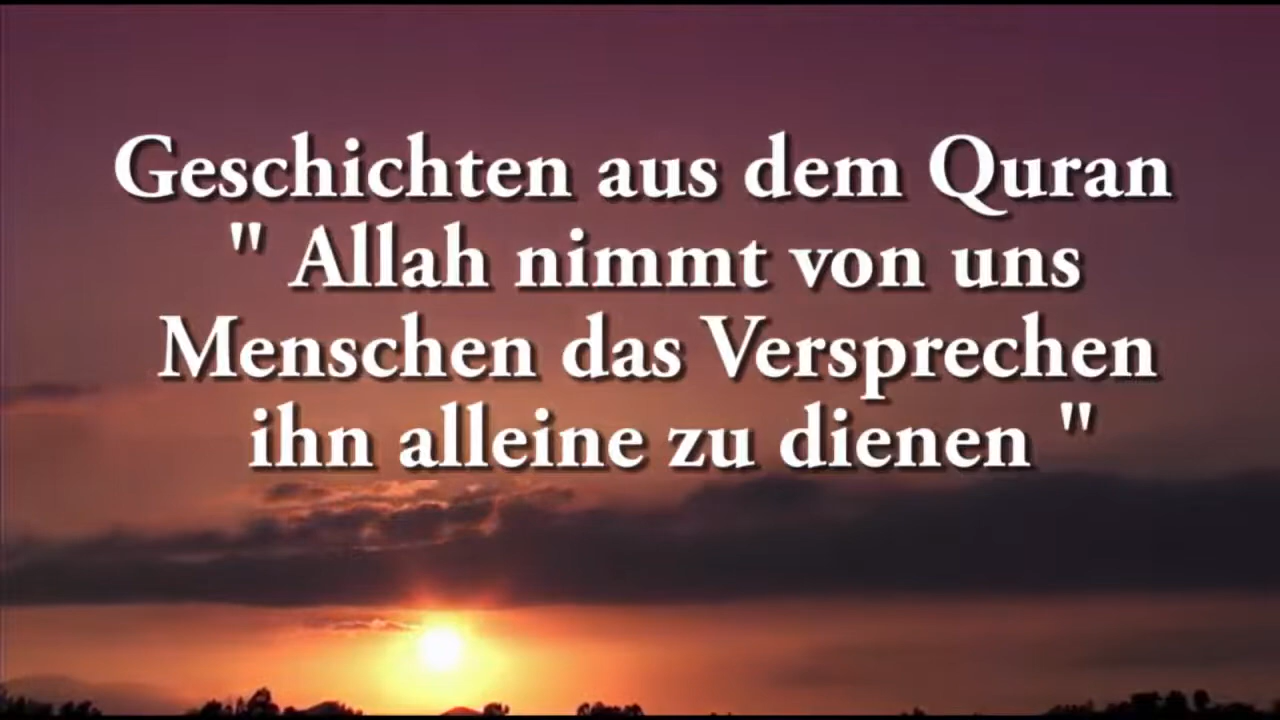 Geschichten aus dem Quran
" Allah nimmt von uns
Menschen das Versprechen
ihn alleine zu dienen "